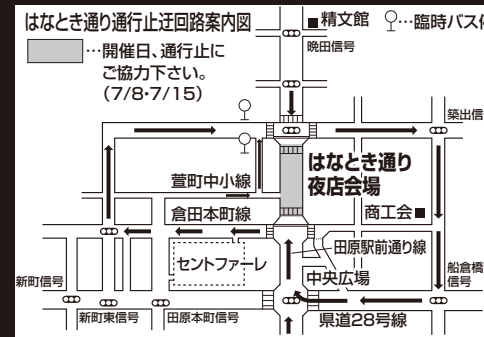 はなとき通り通行止迂回路案内図
■精文館
…臨時バス停
…開催日、通行止に
ご協力下さい。
(7/8・7/15)
晩田信号
築出信号
はなとき通り
夜店会場
萱町中小線
倉田本町線
商工会■
田原駅前通り線
セントファーレ
中央広場
船倉橋
信号
新町信号
新町東信号
田原本町信号
県道28号線